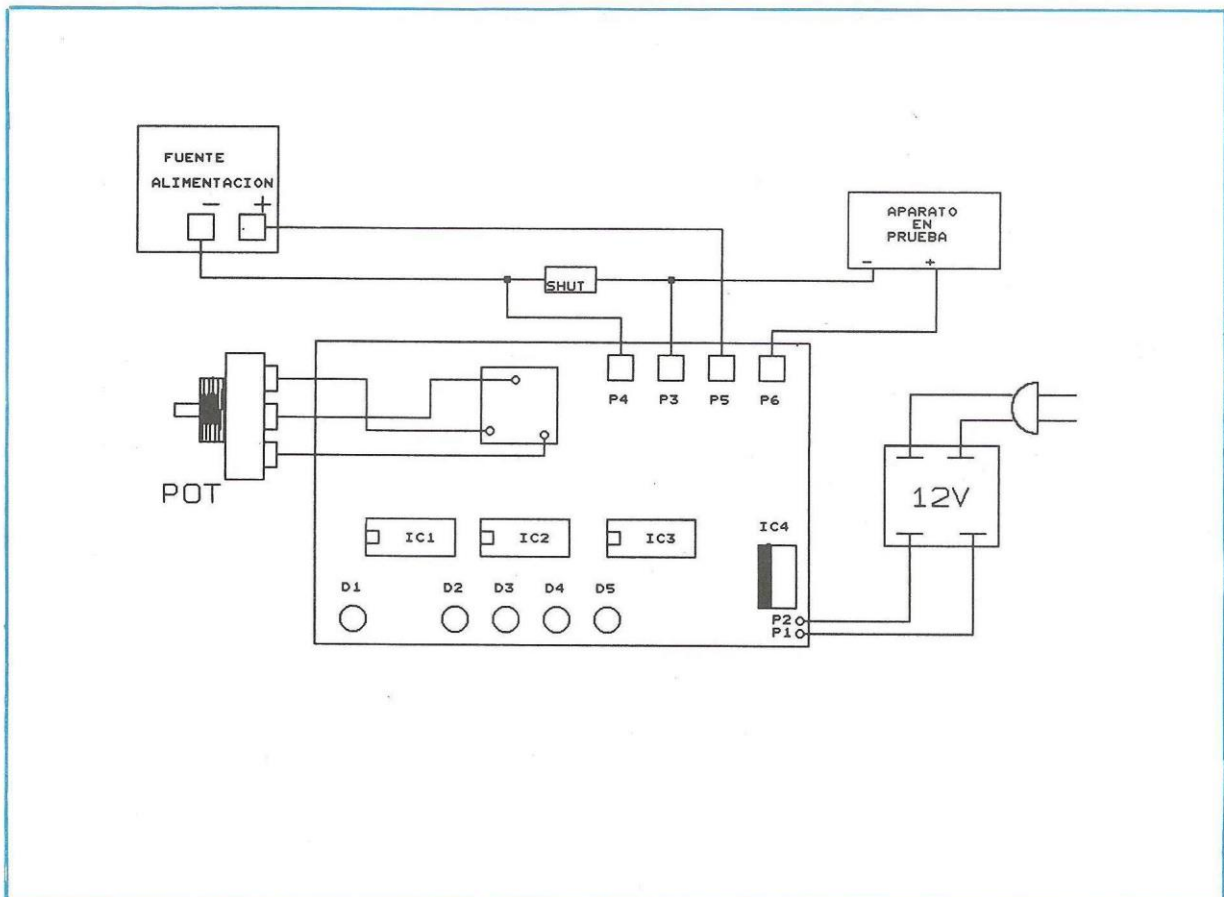 FUENTE
ALIMENTACION
- +
APARATO
EN
PRUEBA
- +
SHUT
P4 P3 P5 P6
POT
12V
IC4
IC1 IC2 IC3
D1 D2 D3 D4 D5
P2
P1